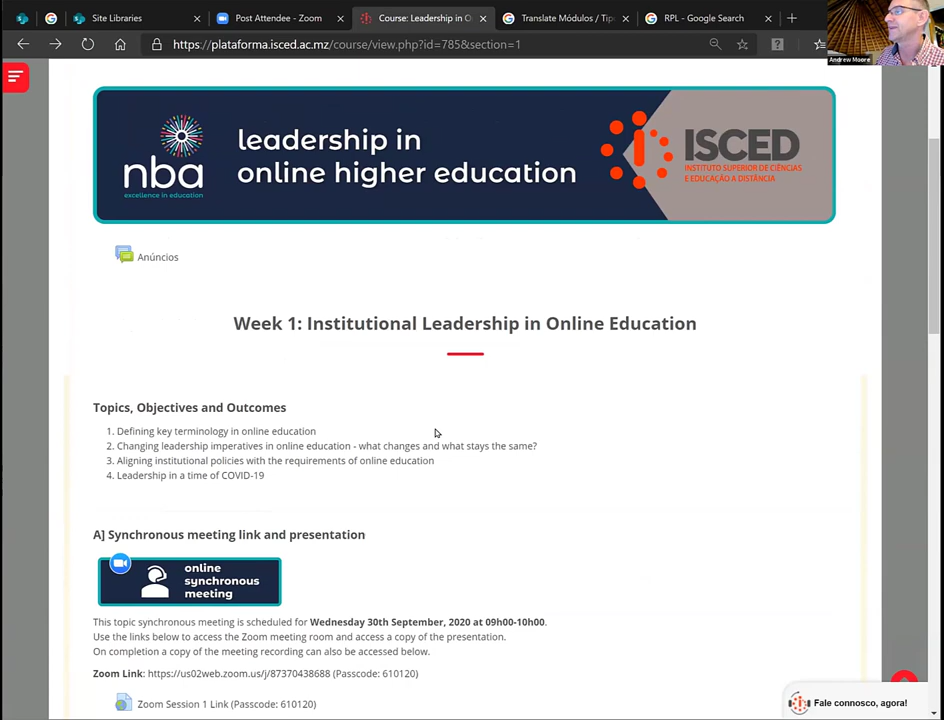 Site Libraries
Post Attendee - Zoom
Course: Leadership in O
Translate Módulos / Tip
RPL - Google Search
https://plataforma.isced.ac.mz/course/view.php?id=785&section=1
Andrew Moore
nba
excellence in education
leadership in
online higher education
ISCED
INSTITUTO SUPERIOR DE CIÊNCIAS
E EDUCAÇÃO A DISTÂNCIA
Anúncios
Week 1: Institutional Leadership in Online Education
Topics, Objectives and Outcomes
1. Defining key terminology in online education
2. Changing leadership imperatives in online education - what changes and what stays the same?
3. Aligning institutional policies with the requirements of online education
4. Leadership in a time of COVID-19
A] Synchronous meeting link and presentation
online
synchronous
meeting
This topic synchronous meeting is scheduled for Wednesday 30th September, 2020 at 09h00-10h00.
Use the links below to access the Zoom meeting room and access a copy of the presentation.
On completion a copy of the meeting recording can also be accessed below.
Zoom Link: https://us02web.zoom.us/j/87370438688 (Passcode: 610120)
Zoom Session 1 Link (Passcode: 610120)
Fale connosco, agora!